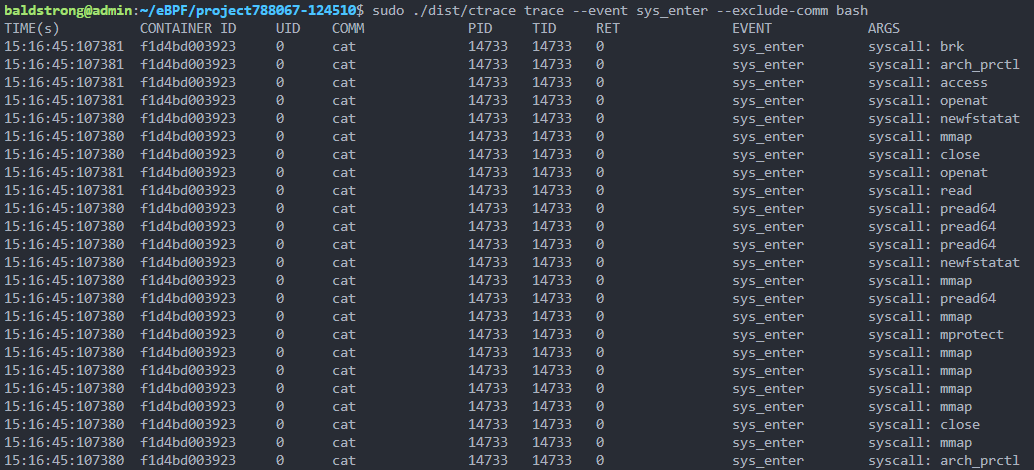 baldstrong@admin:~/eBPF/project788067-124510$ sudo ./dist/ctrace trace --event sys_enter --exclude-comm bash
TIME(s) CONTAINER ID UID COMM PID TID RET EVENT ARGS
15:16:45:107381 f1d4bd003923 0 cat 14733 14733 0 sys_enter syscall: brk
15:16:45:107381 f1d4bd003923 0 cat 14733 14733 0 sys_enter syscall: arch_prctl
15:16:45:107381 f1d4bd003923 0 cat 14733 14733 0 sys_enter syscall: access
15:16:45:107381 f1d4bd003923 0 cat 14733 14733 0 sys_enter syscall: openat
15:16:45:107380 f1d4bd003923 0 cat 14733 14733 0 sys_enter syscall: newfstatat
15:16:45:107380 f1d4bd003923 0 cat 14733 14733 0 sys_enter syscall: mmap
15:16:45:107380 f1d4bd003923 0 cat 14733 14733 0 sys_enter syscall: close
15:16:45:107381 f1d4bd003923 0 cat 14733 14733 0 sys_enter syscall: openat
15:16:45:107381 f1d4bd003923 0 cat 14733 14733 0 sys_enter syscall: read
15:16:45:107380 f1d4bd003923 0 cat 14733 14733 0 sys_enter syscall: pread64
15:16:45:107380 f1d4bd003923 0 cat 14733 14733 0 sys_enter syscall: pread64
15:16:45:107380 f1d4bd003923 0 cat 14733 14733 0 sys_enter syscall: pread64
15:16:45:107380 f1d4bd003923 0 cat 14733 14733 0 sys_enter syscall: newfstatat
15:16:45:107380 f1d4bd003923 0 cat 14733 14733 0 sys_enter syscall: mmap
15:16:45:107380 f1d4bd003923 0 cat 14733 14733 0 sys_enter syscall: pread64
15:16:45:107380 f1d4bd003923 0 cat 14733 14733 0 sys_enter syscall: mmap
15:16:45:107380 f1d4bd003923 0 cat 14733 14733 0 sys_enter syscall: mprotect
15:16:45:107380 f1d4bd003923 0 cat 14733 14733 0 sys_enter syscall: mmap
15:16:45:107380 f1d4bd003923 0 cat 14733 14733 0 sys_enter syscall: mmap
15:16:45:107380 f1d4bd003923 0 cat 14733 14733 0 sys_enter syscall: mmap
15:16:45:107380 f1d4bd003923 0 cat 14733 14733 0 sys_enter syscall: mmap
15:16:45:107380 f1d4bd003923 0 cat 14733 14733 0 sys_enter syscall: close
15:16:45:107380 f1d4bd003923 0 cat 14733 14733 0 sys_enter syscall: mmap
15:16:45:107380 f1d4bd003923 0 cat 14733 14733 0 sys_enter syscall: arch_prctl